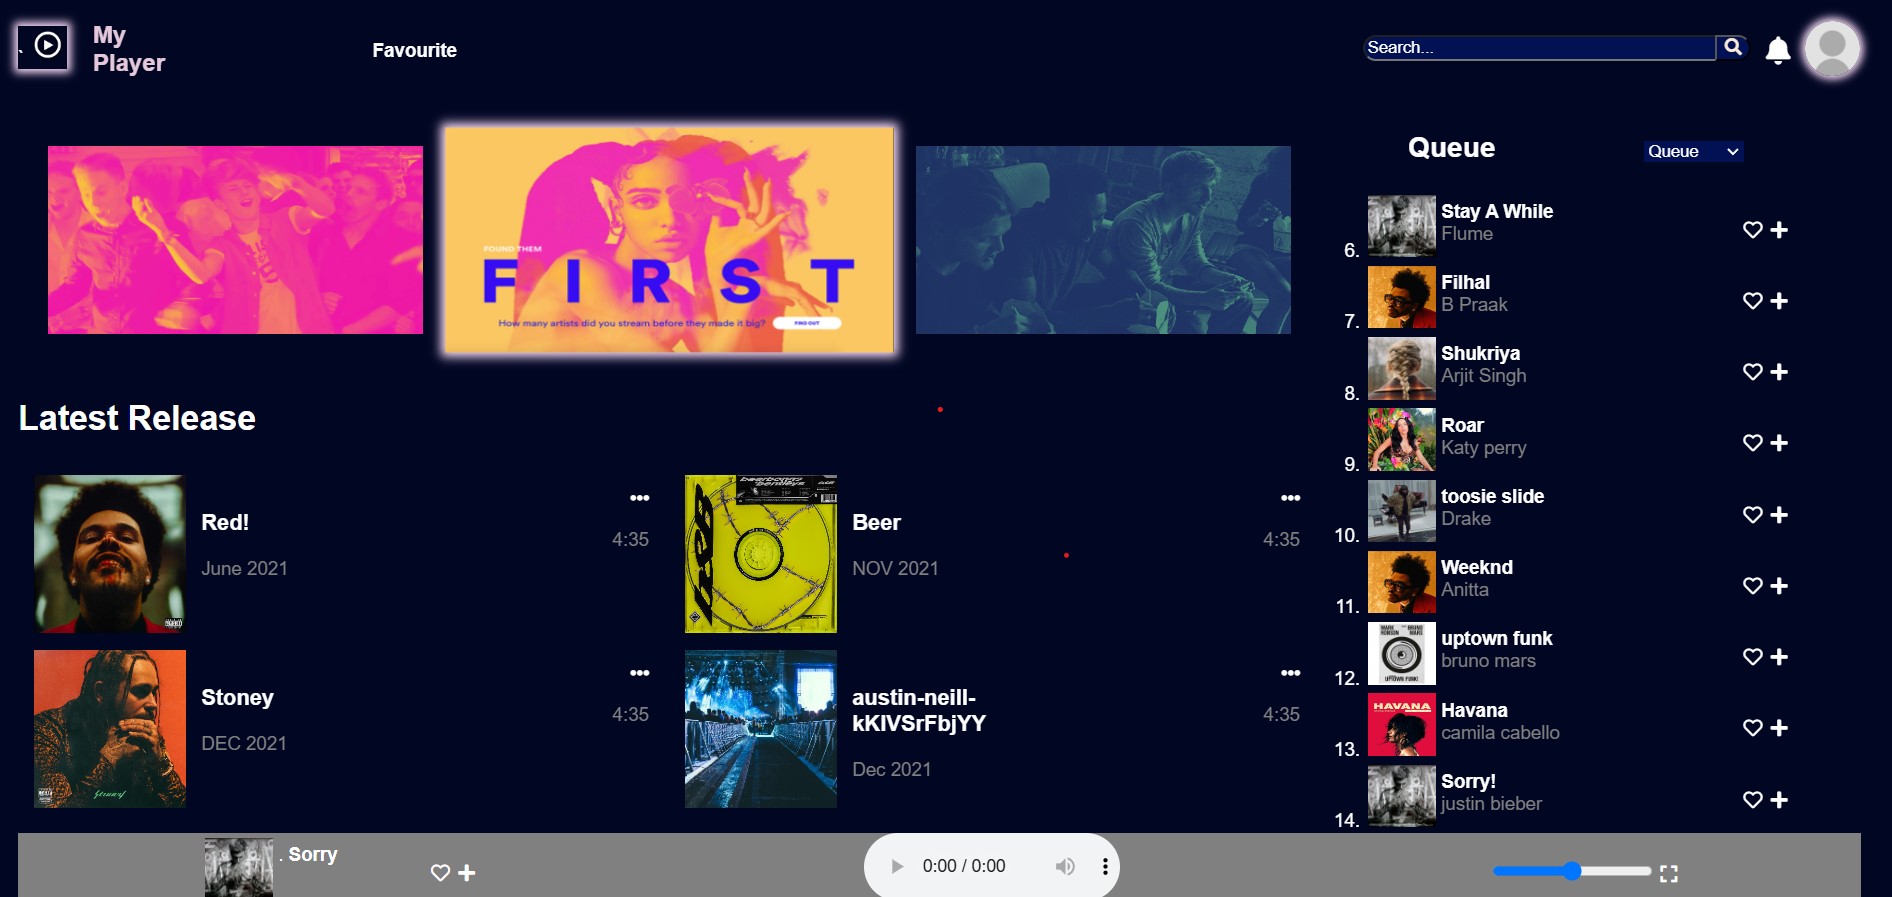 My
Player
Favourite
Search...
FOUND THEM
FIRST
How many artists did you stream before they made it big?
FIND OUT
Queue
Queue
6.
Stay A While
Flume
7.
Filhal
B Praak
8.
Shukriya
Arjit Singh
9.
Roar
Katy perry
10.
toosie slide
Drake
11.
Weeknd
Anitta
12.
uptown funk
bruno mars
13.
HAVANA
Havana
camila cabello
14.
Sorry!
justin bieber
Latest Release
Red!
June 2021
•••
4:35
Beer
NOV 2021
•••
4:35
Stoney
DEC 2021
•••
4:35
austin-neill-
kKlVSrFbjYY
Dec 2021
•••
4:35
. Sorry
0:00 / 0:00